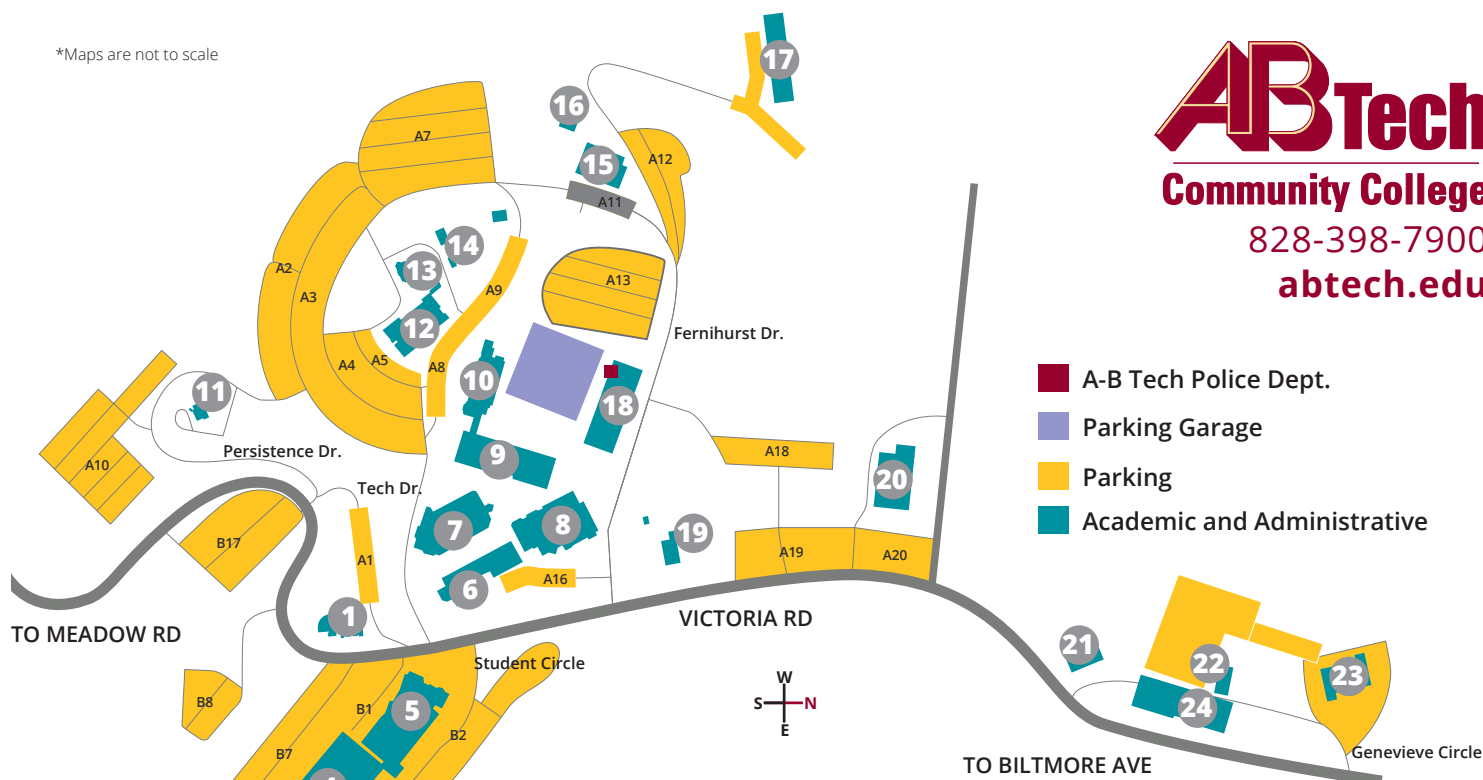 *Maps are not to scale
AB Tech
Community College
828-398-7900
abtech.edu
A-B Tech Police Dept.
Parking Garage
Parking
Academic and Administrative
17
16
A7
15
A12
A11
14
13
A2
A9
A13
A3
12
Fernihurst Dr.
A4
A5
A8
10
11
18
Persistence Dr.
A18
A10
9
20
Tech Dr.
7
8
19
B17
A1
A19
A20
A16
6
1
VICTORIA RD
TO MEADOW RD
21
Student Circle
22
23
W
S
N
E
B8
B1
5
24
B2
B7
Genevieve Circle
TO BILTMORE AVE